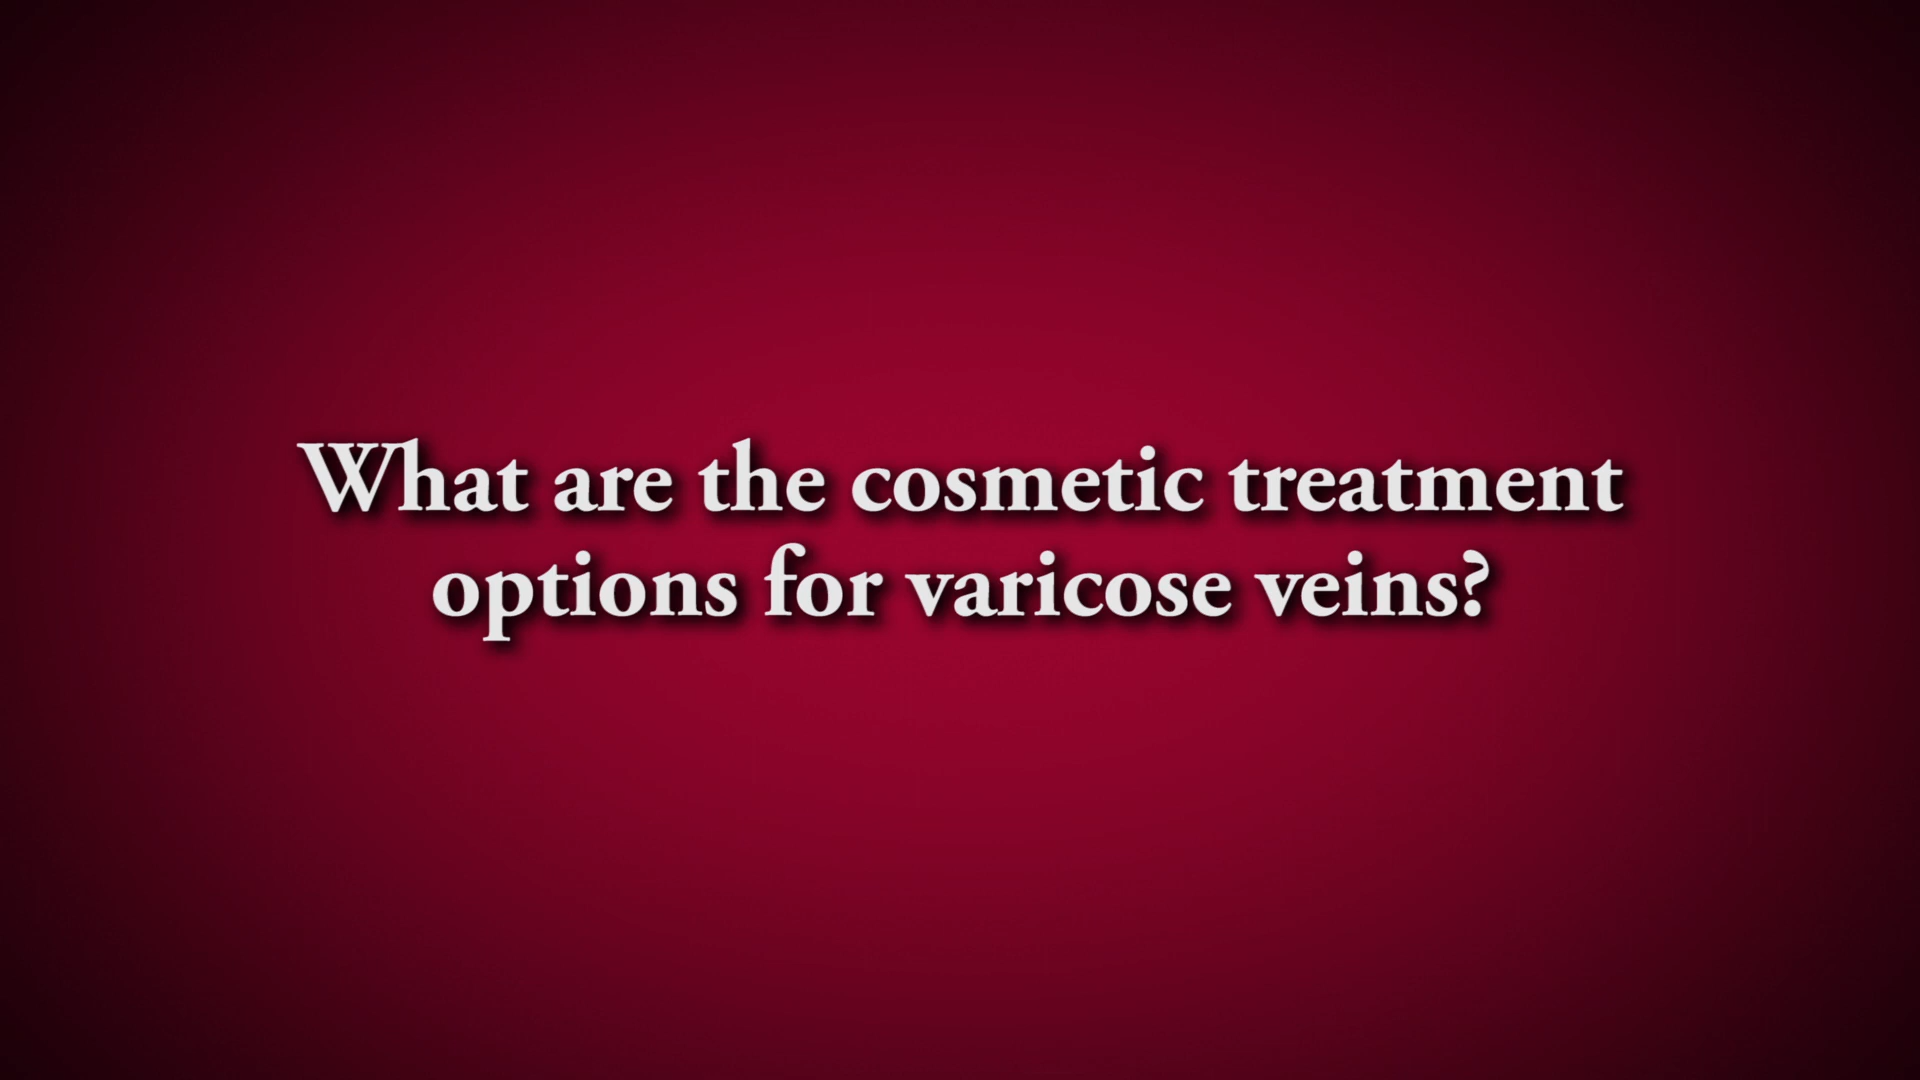 What are the cosmetic treatment
options for varicose veins?